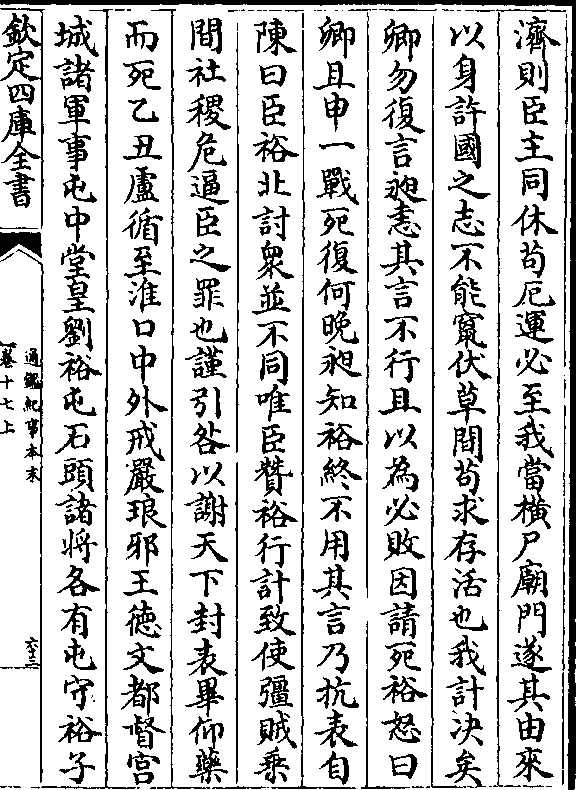 濟則臣主同休苟厄運必至我當橫尸廟門遂其由來
以身許國之志不能竄伏草間苟求存活也我計決矣
卿勿復言昶恚其言不行且以為必敗因請死裕怒曰
卿且申一戰死復何晚昶知裕終不用其言乃抗表自
陳曰臣裕北討衆並不同唯臣贊裕行計致使彊賊乗
間社稷危逼臣之罪也謹引咎以謝天下封表畢仰藥
而死乙丑盧循至淮口中外戒嚴琅邪王徳文都督宫
城諸軍事屯中堂皇劉裕屯石頭諸將各有屯守裕子
欽定四庫全書
通鑑紀事本末
卷十七上
六三